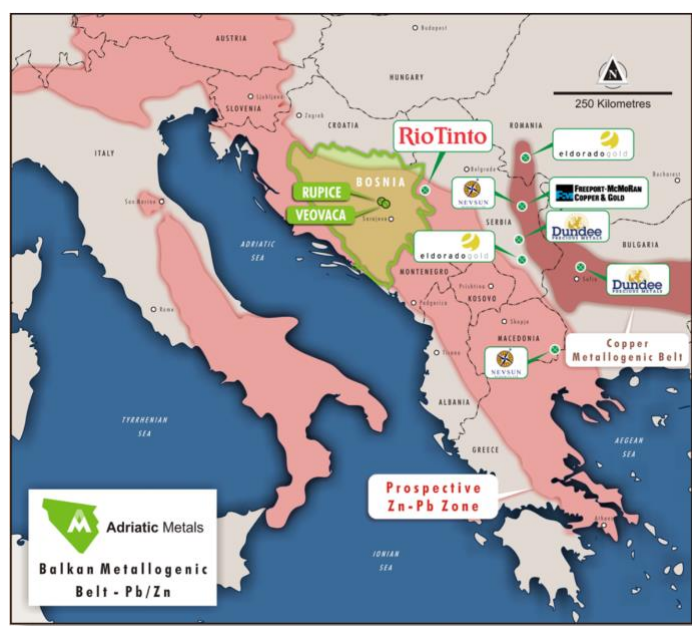 Budapest
AUSTRIA
HUNGARY
N
250 Kilometres
Ljubljana
SLOVENIA
Zagreb
CROATIA
RioTinto
ROMANIA
eldoradogold
ITALY
BOSNIA
Belgrade
Bucharest
RUPICE
NEVSUN
FREEPORT-McMoRAN
COPPER & GOLD
San Marino
VEOVACA
Sarajevo
SERBIA
Dundee
PRECIOUS METALS
ADRIATIC
SEA
eldoradogold
BULGARIA
MONTENEGRO
Prishtina
Sofia
Dundee
PRECIOUS METALS
KOSOVO
Podgorica
Rome
Skopje
MACEDONIA
Copper
Metallogenic Belt
Tirana
NEVSUN
ALBANIA
TYRRHENIAN
SEA
GREECE
AEGEAN
SEA
Prospective
Zn-Pb Zone
Athens
Adriatic Metals
Balkan Metallogenic
Belt - Pb/Zn
IONIAN
SEA